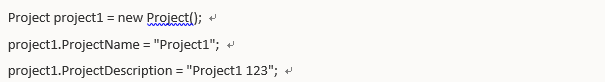 Project project1 = new Project();
project1.ProjectName = "Project1";
project1.ProjectDescription = "Project1 123";